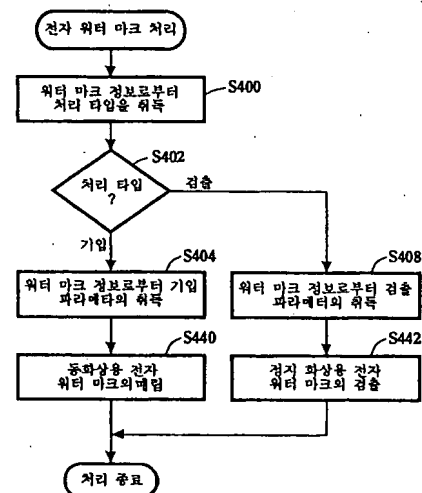 전자 워터 마크 처리
워터 마크 정보로부터
처리 타입을 취득
S400
S402
처리 타입
?
검출
기입
S404
워터 마크 정보로부터 기입
파라메타의 취득
S408
워터 마크 정보로부터 검출
파라메터의 취득
S440
동화상용 전자
워터 마크의매립
S442
정지 화상용 전자
워터 마크의 검출
처리 종료